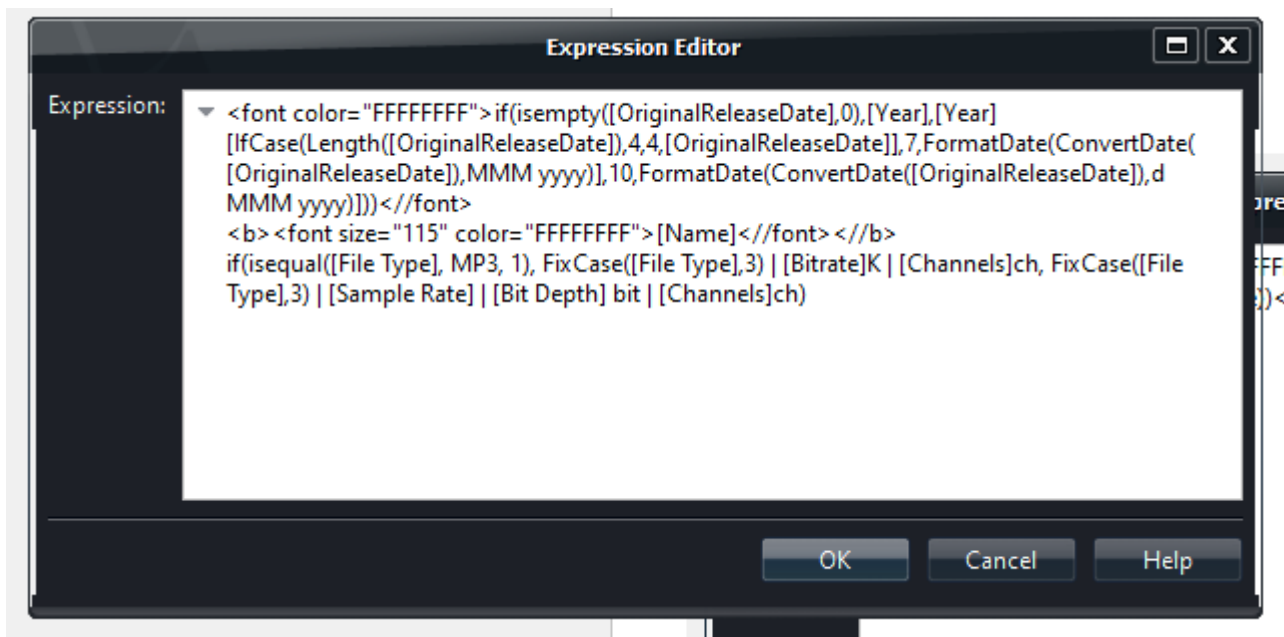 Expression Editor
Expression:
<font color="FFFFFFFF">if(isempty([OriginalReleaseDate],0),[Year],[Year]
[IfCase(Length([OriginalReleaseDate]),4,4,[OriginalReleaseDate]],7,FormatDate(ConvertDate(
[OriginalReleaseDate]),MMM yyyy)],10,FormatDate(ConvertDate([OriginalReleaseDate]),d
MMM yyyy)]))<//font>
<b><font size="115" color="FFFFFFFF">[Name]<//font><//b>
if(isequal([File Type], MP3, 1), FixCase([File Type],3) | [Bitrate]K | [Channels]ch, FixCase([File
Type],3) | [Sample Rate] | [Bit Depth] bit | [Channels]ch)
OK
Cancel
Help